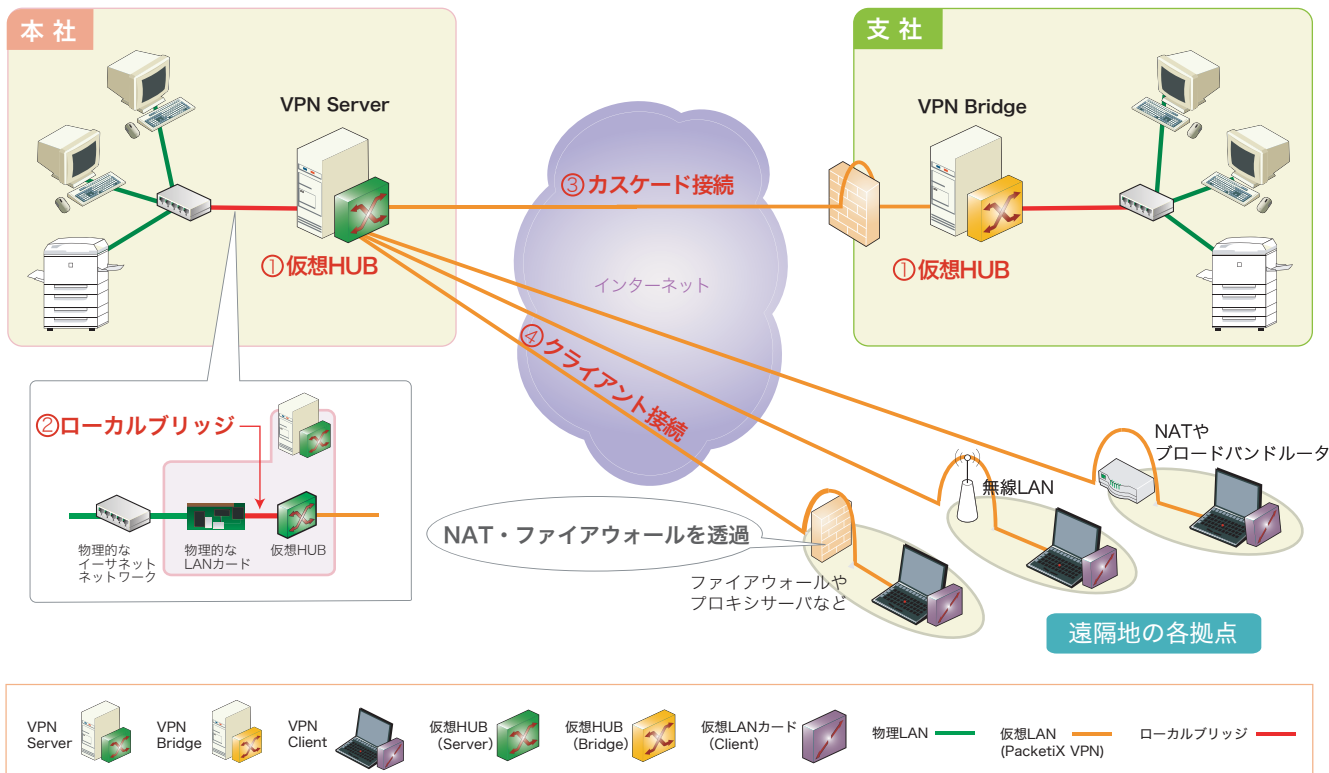 本 社
支 社
VPN Server
VPN Bridge
③カスケード接続
①仮想HUB
①仮想HUB
インターネット
④クライアント接続
②ローカルブリッジ
物理的な
イーサネット
ネットワーク
物理的な
LANカード
仮想HUB
NAT・ファイアウォールを透過
ファイアウォールや
プロキシサーバなど
無線LAN
NATや
ブロードバンドルータ
遠隔地の各拠点
VPN
Server
VPN
Bridge
VPN
Client
仮想HUB
（Server）
仮想HUB
（Bridge）
仮想LANカード
（Client）
物理LAN
仮想LAN
(PacketiX VPN)
ローカルブリッジ